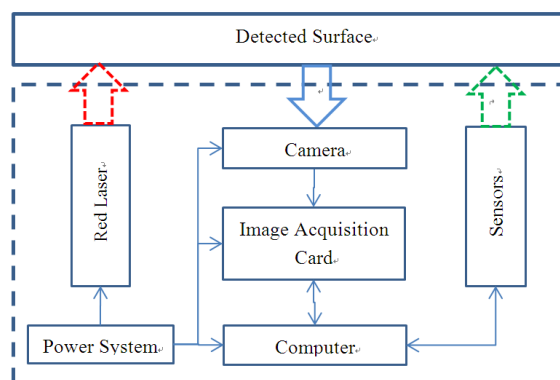 Detected Surface
Camera
Red Laser
Image Acquisition
Card
Sensors
Power System
Computer